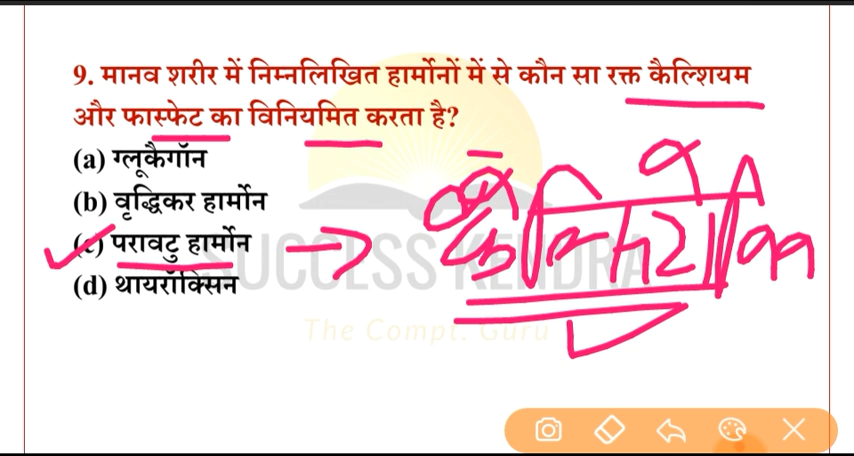 9. मानव शरीर में निम्नलिखित हार्मोनों में से कौन सा रक्त कैल्शियम
और फास्फेट का विनियमित करता है?
(a) ग्लूकैगॉन
(b) वृद्धिकर हार्मोन
(c) परावटु हार्मोन
(d) थायरॉक्सिन
SUCCESS KENDRA
The Compt. Guru